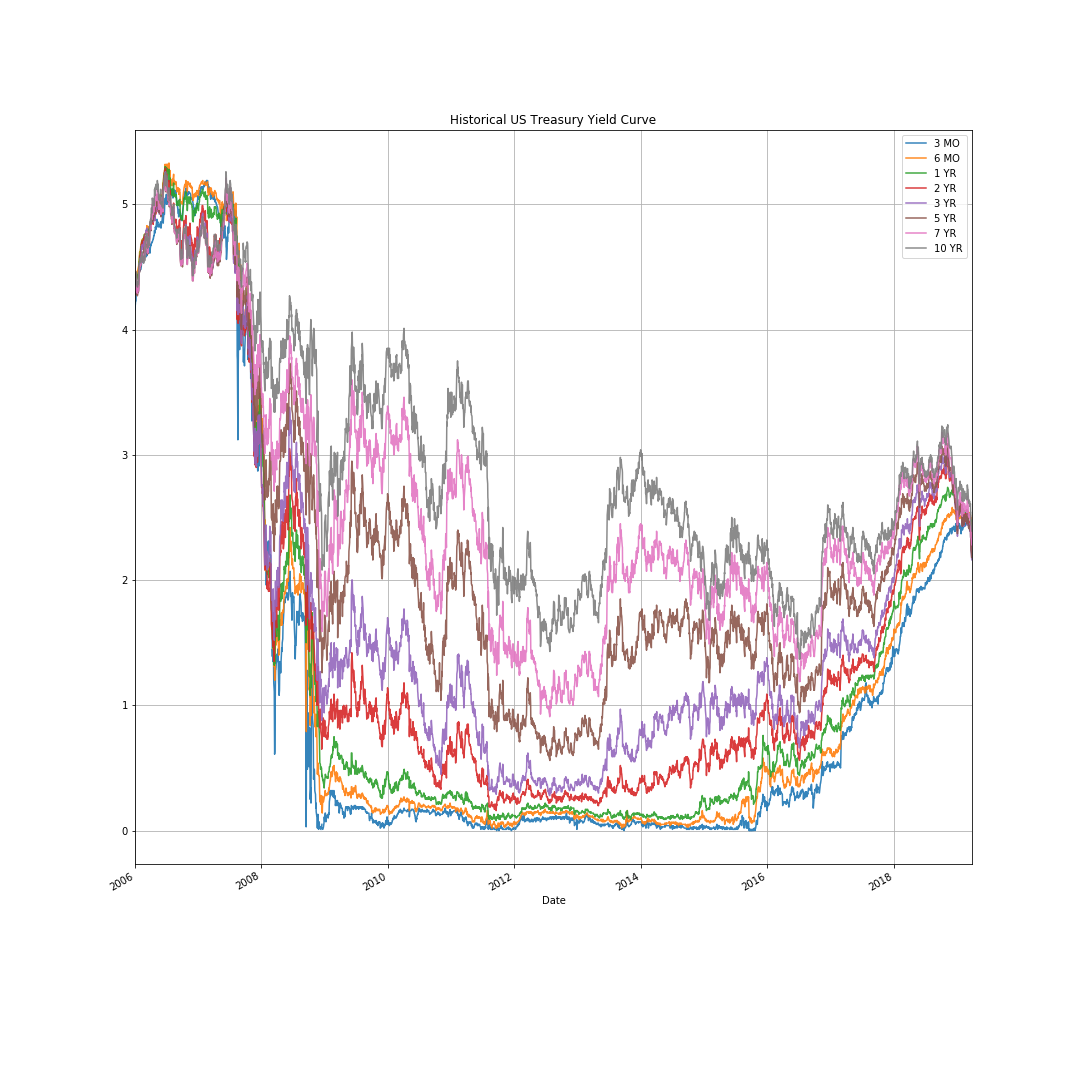 Historical US Treasury Yield Curve
3 MO
6 MO
1 YR
2 YR
3 YR
5 YR
7 YR
10 YR
5
4
3
2
1
0
2006
2008
2010
2012
2014
2016
2018
Date